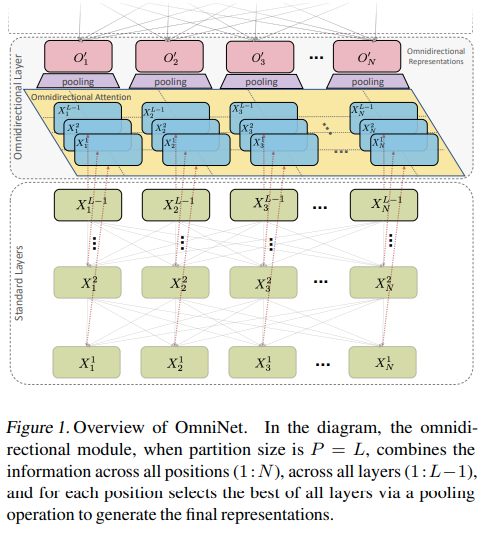 O′_1 O′_2 O′_3 ... O′_N
Omnidirectional
Representations
pooling pooling pooling pooling
Omnidirectional Layer
Omnidirectional Attention
X_1^{L-1} X_2^{L-1} X_3^{L-1} X_N^{L-1}
X_1^2 X_2^2 X_3^2 X_N^2
X_1^1 X_2^1 X_3^1 X_N^1
...
X_1^{L-1} X_2^{L-1} X_3^{L-1} ... X_N^{L-1}
Standard Layers
X_1^2 X_2^2 X_3^2 ... X_N^2
X_1^1 X_2^1 X_3^1 ... X_N^1
Figure 1. Overview of OmniNet. In the diagram, the omnidi-
rectional module, when partition size is P = L, combines the
information across all positions (1:N), across all layers (1:L−1),
and for each position selects the best of all layers via a pooling
operation to generate the final representations.